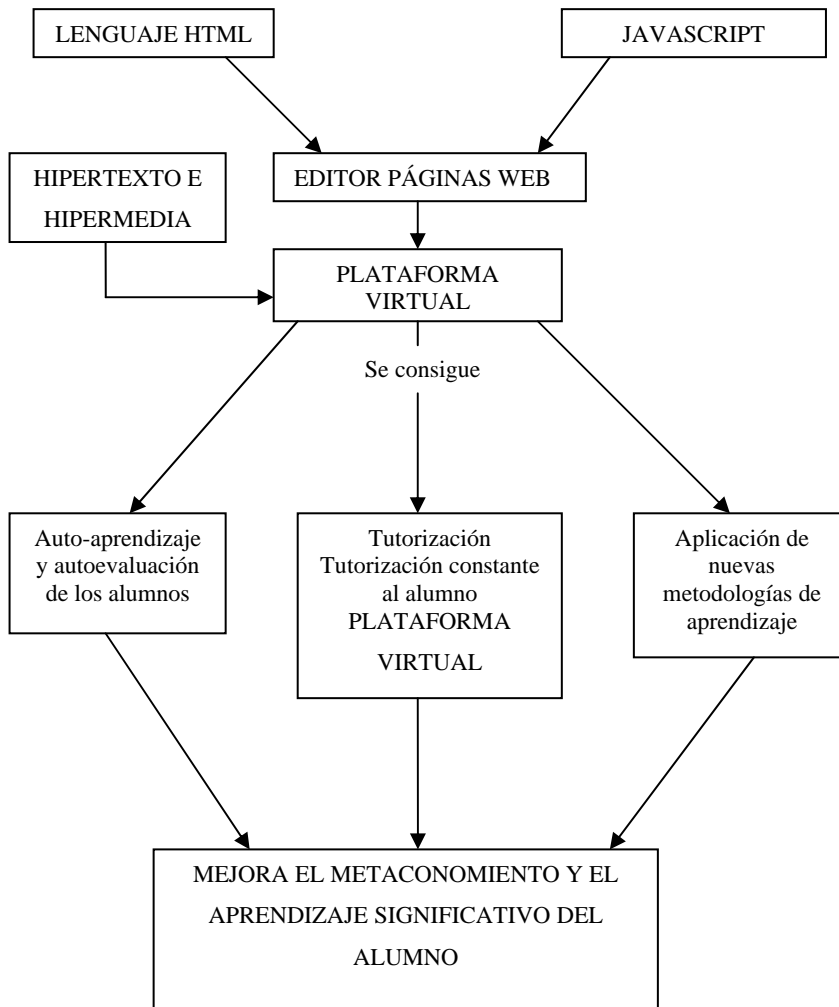 LENGUAJE HTML
JAVASCRIPT
HIPERTEXTO E
HIPERMEDIA
EDITOR PÁGINAS WEB
PLATAFORMA
VIRTUAL
Se consigue
Auto-aprendizaje
y autoevaluación
de los alumnos
Tutorización
Tutorización constante
al alumno
PLATAFORMA
VIRTUAL
Aplicación de
nuevas
metodologías de
aprendizaje
MEJORA EL METACONOMIENTO Y EL
APRENDIZAJE SIGNIFICATIVO DEL
ALUMNO